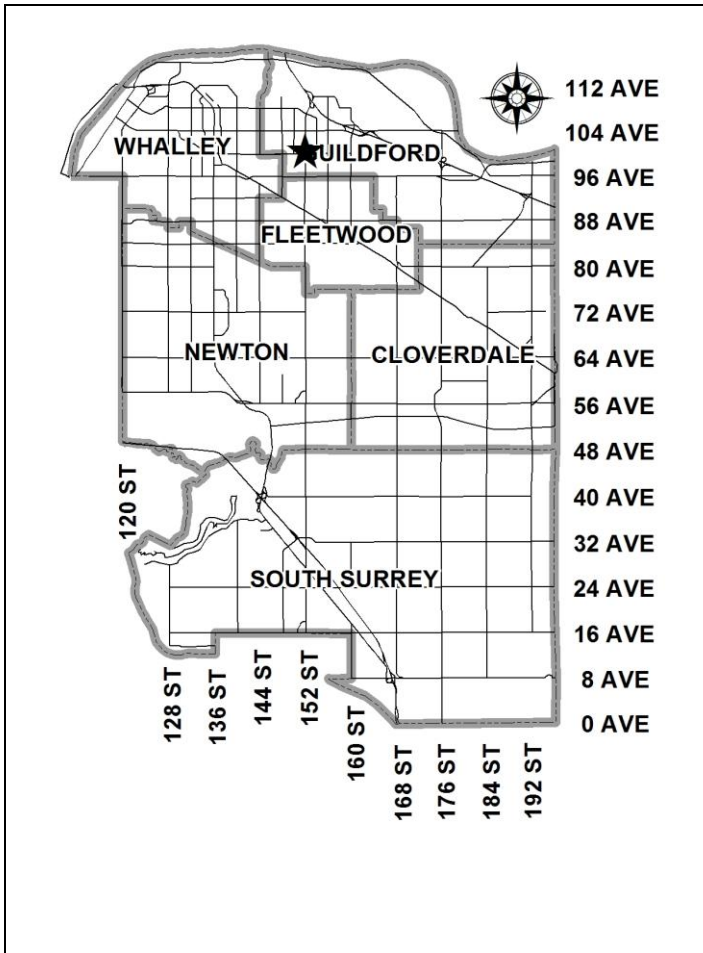 112 AVE
104 AVE
WHALLEY
UILDFORD
96 AVE
88 AVE
FLEETWOOD
80 AVE
72 AVE
NEWTON
CLOVERDALE
64 AVE
56 AVE
48 AVE
120 ST
40 AVE
32 AVE
SOUTH SURREY
24 AVE
16 AVE
128 ST
136 ST
144 ST
152 ST
160 ST
168 ST
176 ST
184 ST
192 ST
8 AVE
0 AVE